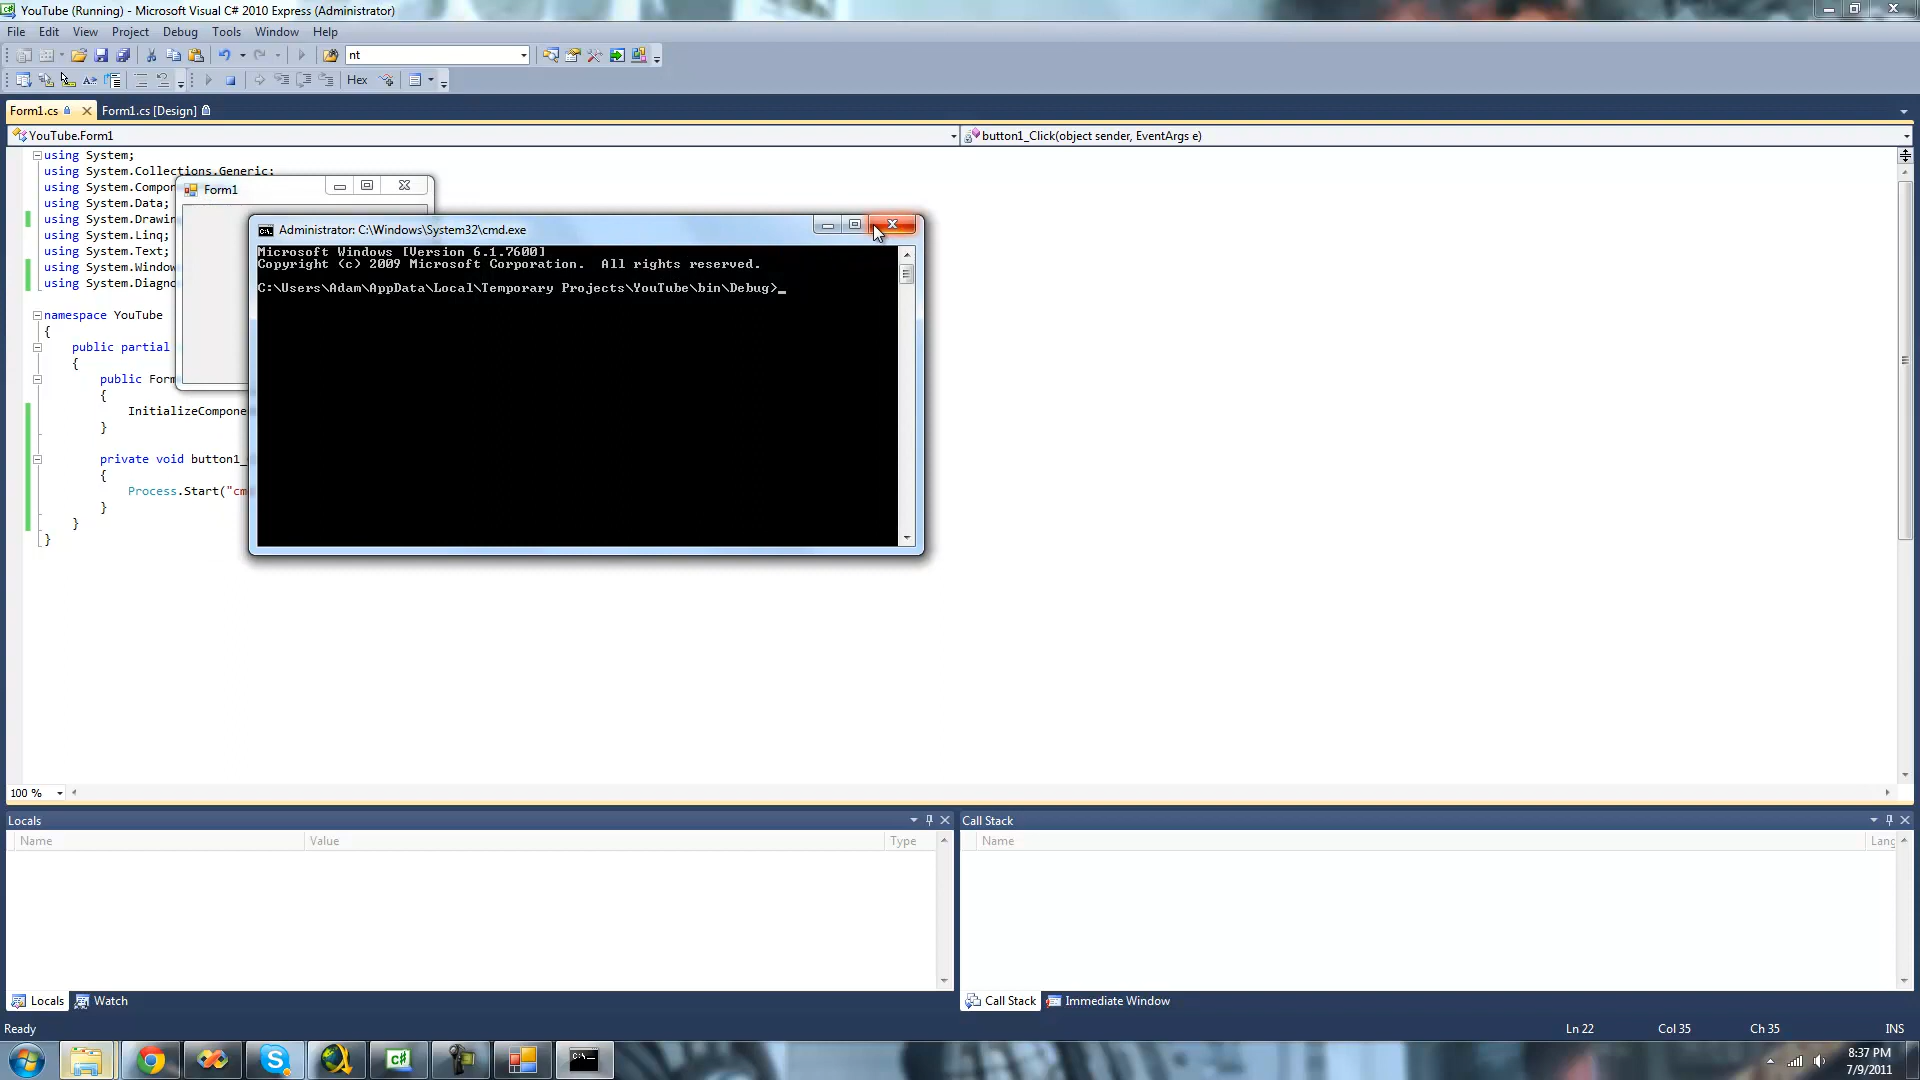 YouTube (Running) - Microsoft Visual C# 2010 Express (Administrator)
File Edit View Project Debug Tools Window Help
nt
Hex
Form1.cs Form1.cs [Design]
YouTube.Form1 button1_Click(object sender, EventArgs e)
using System;
using System.Collections.Generic;
using System.Compon
using System.Data;
using System.Drawin
using System.Linq;
using System.Text;
using System.Window
using System.Diagno
namespace YouTube
{
public partial
{
public Form
{
InitializeCompone
}
private void button1_
{
Process.Start("cm
}
}
}
Form1
Administrator: C:\Windows\System32\cmd.exe
Microsoft Windows [Version 6.1.7600]
Copyright (c) 2009 Microsoft Corporation. All rights reserved.
C:\Users\Adam\AppData\Local\Temporary Projects\YouTube\bin\Debug>_
100 %
Locals Call Stack
Name Value Type Name Lang
Locals Watch Call Stack Immediate Window
Ready Ln 22 Col 35 Ch 35 INS
8:37 PM
7/9/2011